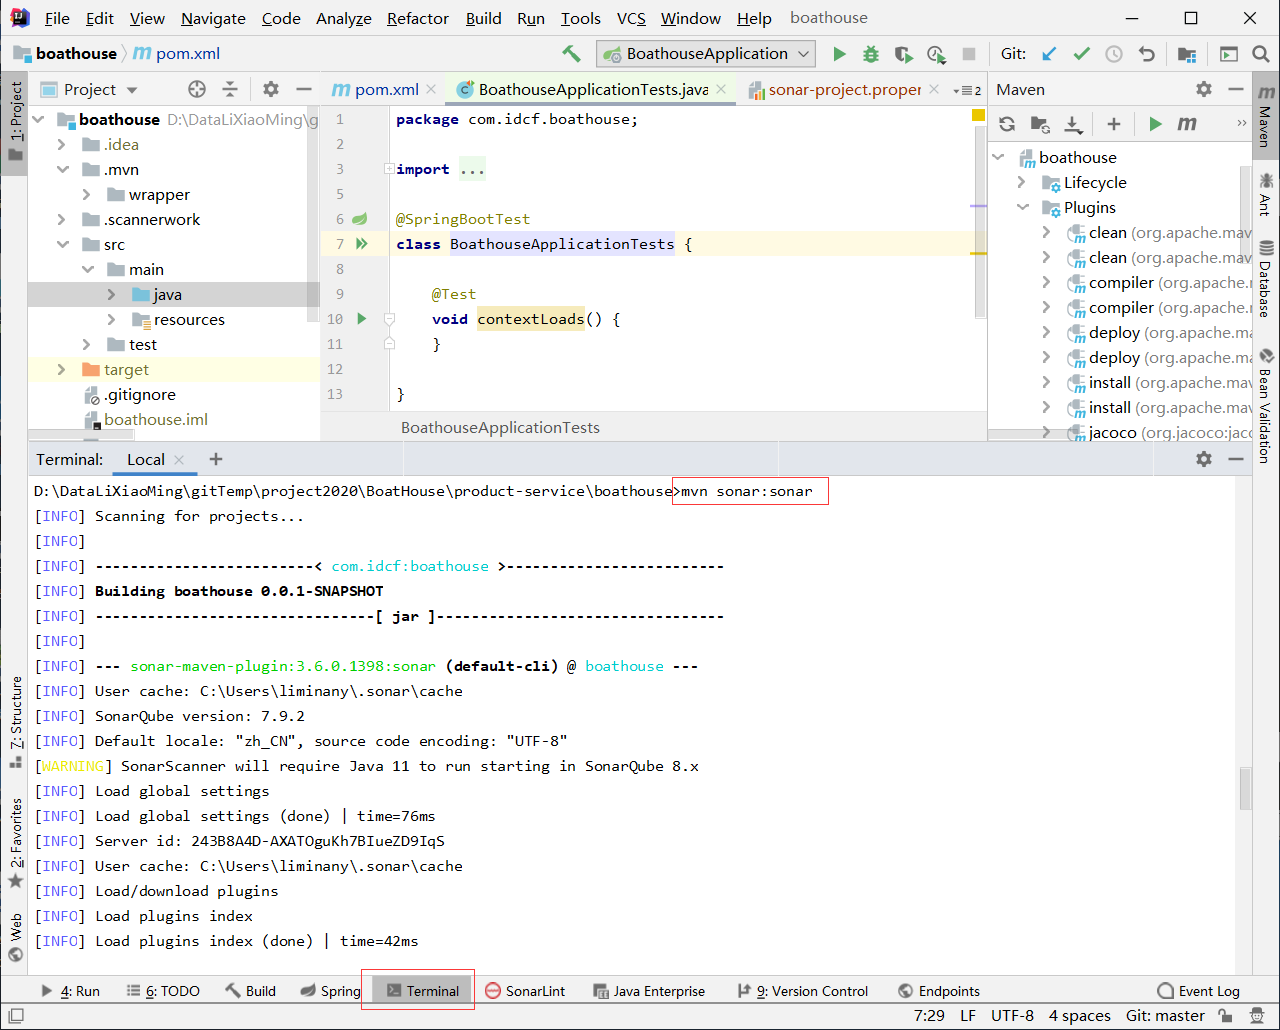 File Edit View Navigate Code Analyze Refactor Build Run Tools VCS Window Help boathouse
boathouse pom.xml BoathouseApplication Git:
1: Project
Project
boathouse D:\DataLiXiaoMing\g
.idea
.mvn
wrapper
.scannerwork
src
main
java
resources
test
target
.gitignore
boathouse.iml
pom.xml BoathouseApplicationTests.java sonar-project.proper 2
1 package com.idcf.boathouse;
2
3 import ...
5
6 @SpringBootTest
7 class BoathouseApplicationTests {
8
9 @Test
10 void contextLoads() {
11 }
12
13 }
BoathouseApplicationTests
Maven
boathouse
Lifecycle
Plugins
clean (org.apache.mav
clean (org.apache.mav
compiler (org.apache.
compiler (org.apache.
deploy (org.apache.m
deploy (org.apache.m
install (org.apache.mav
install (org.apache.mav
jacoco (org.jacoco:jacc
Maven
Ant
Database
Bean Validation
Terminal: Local
D:\DataLiXiaoMing\gitTemp\project2020\BoatHouse\product-service\boathouse>mvn sonar:sonar
[INFO] Scanning for projects...
[INFO]
[INFO] -------------------------< com.idcf:boathouse >-------------------------
[INFO] Building boathouse 0.0.1-SNAPSHOT
[INFO] --------------------------------[ jar ]---------------------------------
[INFO]
[INFO] --- sonar-maven-plugin:3.6.0.1398:sonar (default-cli) @ boathouse ---
[INFO] User cache: C:\Users\liminany\.sonar\cache
[INFO] SonarQube version: 7.9.2
[INFO] Default locale: "zh_CN", source code encoding: "UTF-8"
[WARNING] SonarScanner will require Java 11 to run starting in SonarQube 8.x
[INFO] Load global settings
[INFO] Load global settings (done) | time=76ms
[INFO] Server id: 243B8A4D-AXATOguKh7BIueZD9IqS
[INFO] User cache: C:\Users\liminany\.sonar\cache
[INFO] Load/download plugins
[INFO] Load plugins index
[INFO] Load plugins index (done) | time=42ms
7: Structure
2: Favorites
Web
4: Run 6: TODO Build Spring Terminal SonarLint Java Enterprise 9: Version Control Endpoints Event Log
7:29 LF UTF-8 4 spaces Git: master